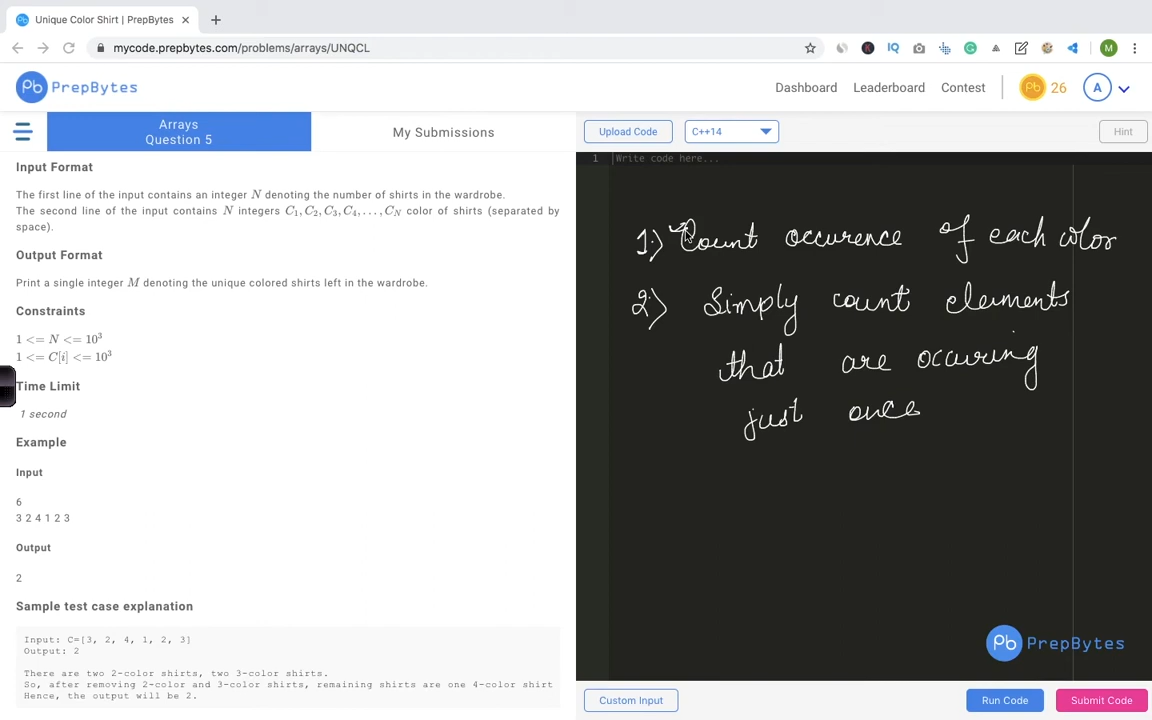 Unique Color Shirt | PrepBytes
mycode.prepbytes.com/problems/arrays/UNQCL
IQ
M
Pb PrepBytes
Dashboard Leaderboard Contest Pb 26 A
Arrays
Question 5
My Submissions
Input Format
The first line of the input contains an integer N denoting the number of shirts in the wardrobe.
The second line of the input contains N integers C1, C2, C3, C4, . . . , CN color of shirts (separated by
space).
Output Format
Print a single integer M denoting the unique colored shirts left in the wardrobe.
Constraints
1 <= N <= 10^3
1 <= C[i] <= 10^3
Time Limit
1 second
Example
Input
6
3 2 4 1 2 3
Output
2
Sample test case explanation
Input: C=[3, 2, 4, 1, 2, 3]
Output: 2
There are two 2-color shirts, two 3-color shirts.
So, after removing 2-color and 3-color shirts, remaining shirts are one 4-color shirt
Hence, the output will be 2.
Upload Code C++14 Hint
1 Write code here...
1.) Count occurence of each color
2.) Simply count elements
that are occuring
just once
Pb PrepBytes
Custom Input Run Code Submit Code